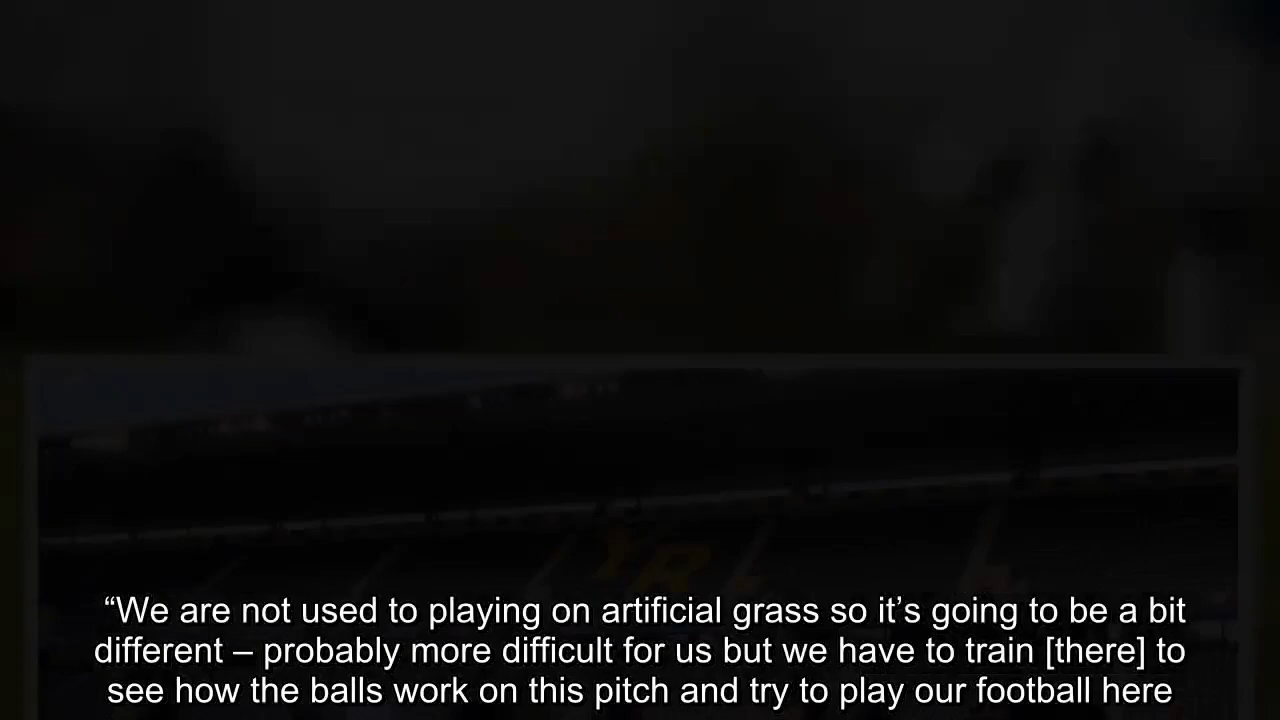 “We are not used to playing on artificial grass so it’s going to be a bit
different – probably more difficult for us but we have to train [there] to
see how the balls work on this pitch and try to play our football here